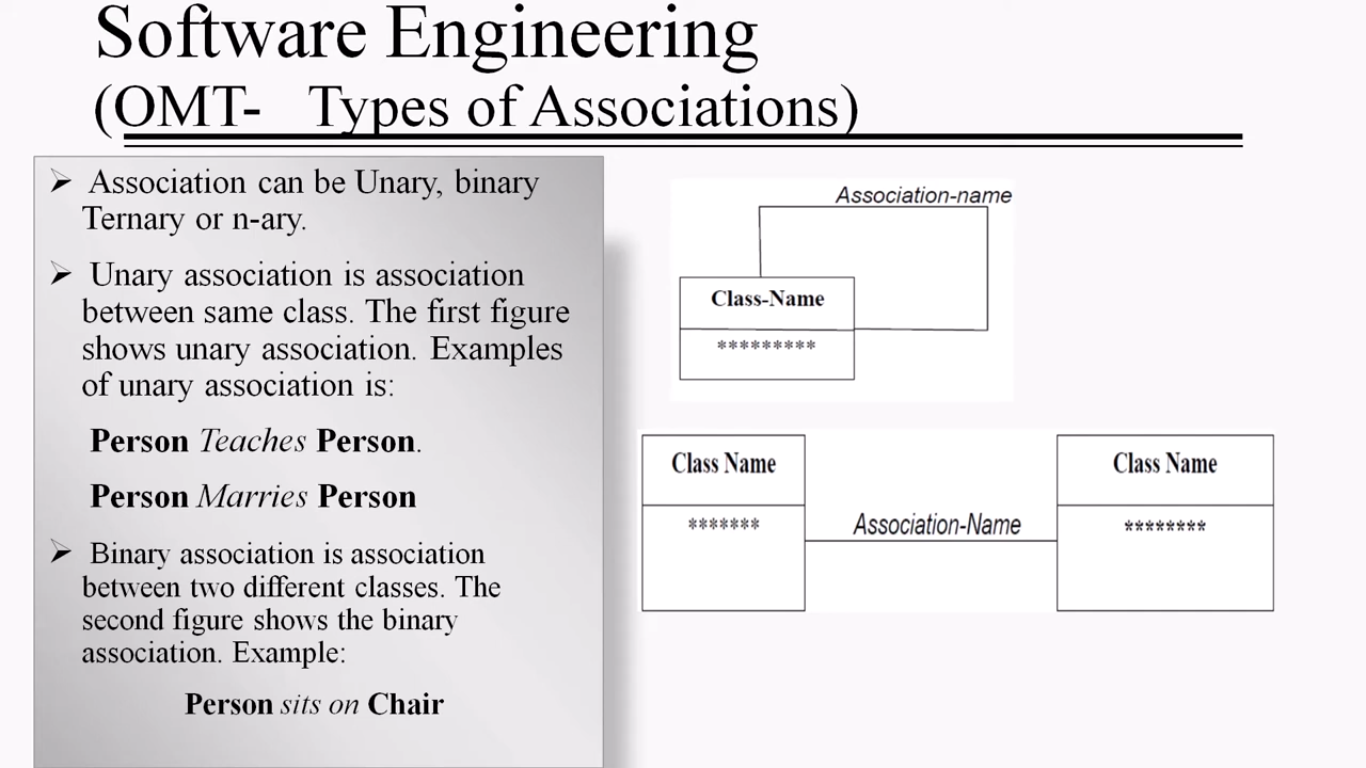 Software Engineering
(OMT- Types of Associations)
➢ Association can be Unary, binary
Ternary or n-ary.
➢ Unary association is association
between same class. The first figure
shows unary association. Examples
of unary association is:
Person Teaches Person.
Person Marries Person
➢ Binary association is association
between two different classes. The
second figure shows the binary
association. Example:
Person sits on Chair
Association-name
Class-Name
*********
Class Name
*******
Association-Name
Class Name
********